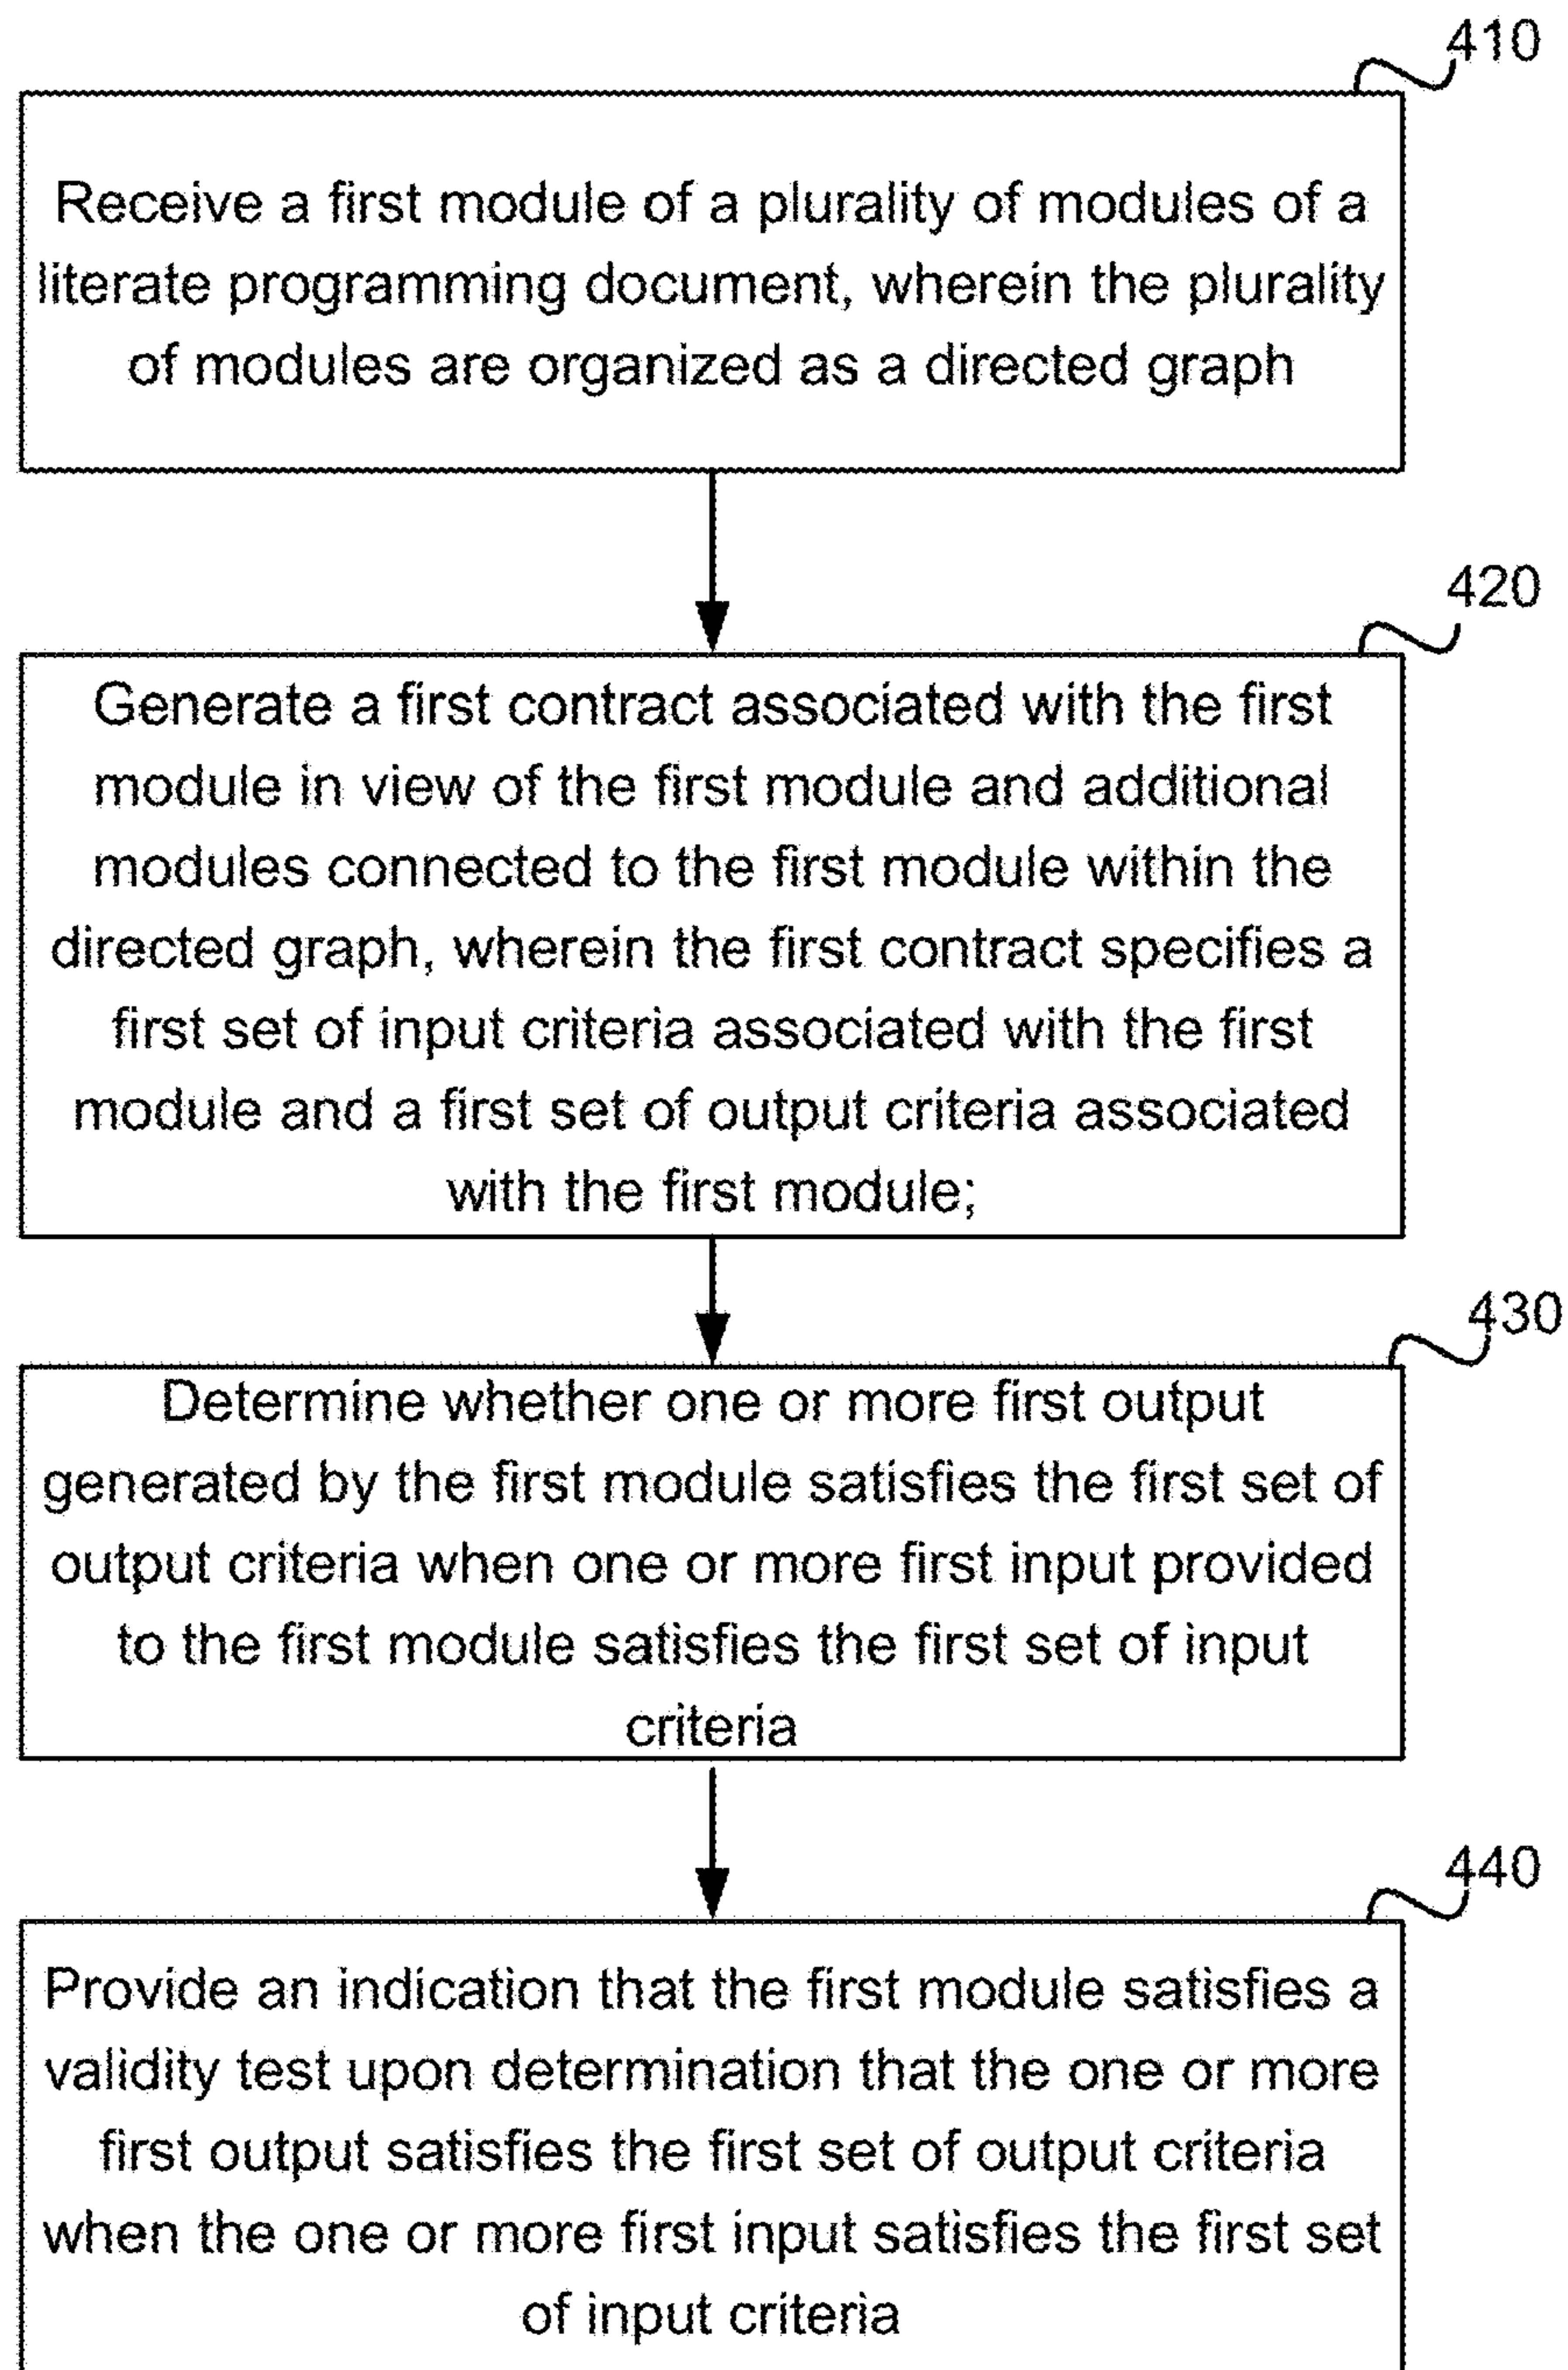 410
Receive a first module of a plurality of modules of a
literate programming document, wherein the plurality
of modules are organized as a directed graph
420
Generate a first contract associated with the first
module in view of the first module and additional
modules connected to the first module within the
directed graph, wherein the first contract specifies a
first set of input criteria associated with the first
module and a first set of output criteria associated
with the first module;
430
Determine whether one or more first output
generated by the first module satisfies the first set of
output criteria when one or more first input provided
to the first module satisfies the first set of input
criteria
440
Provide an indication that the first module satisfies a
validity test upon determination that the one or more
first output satisfies the first set of output criteria
when the one or more first input satisfies the first set
of input criteria